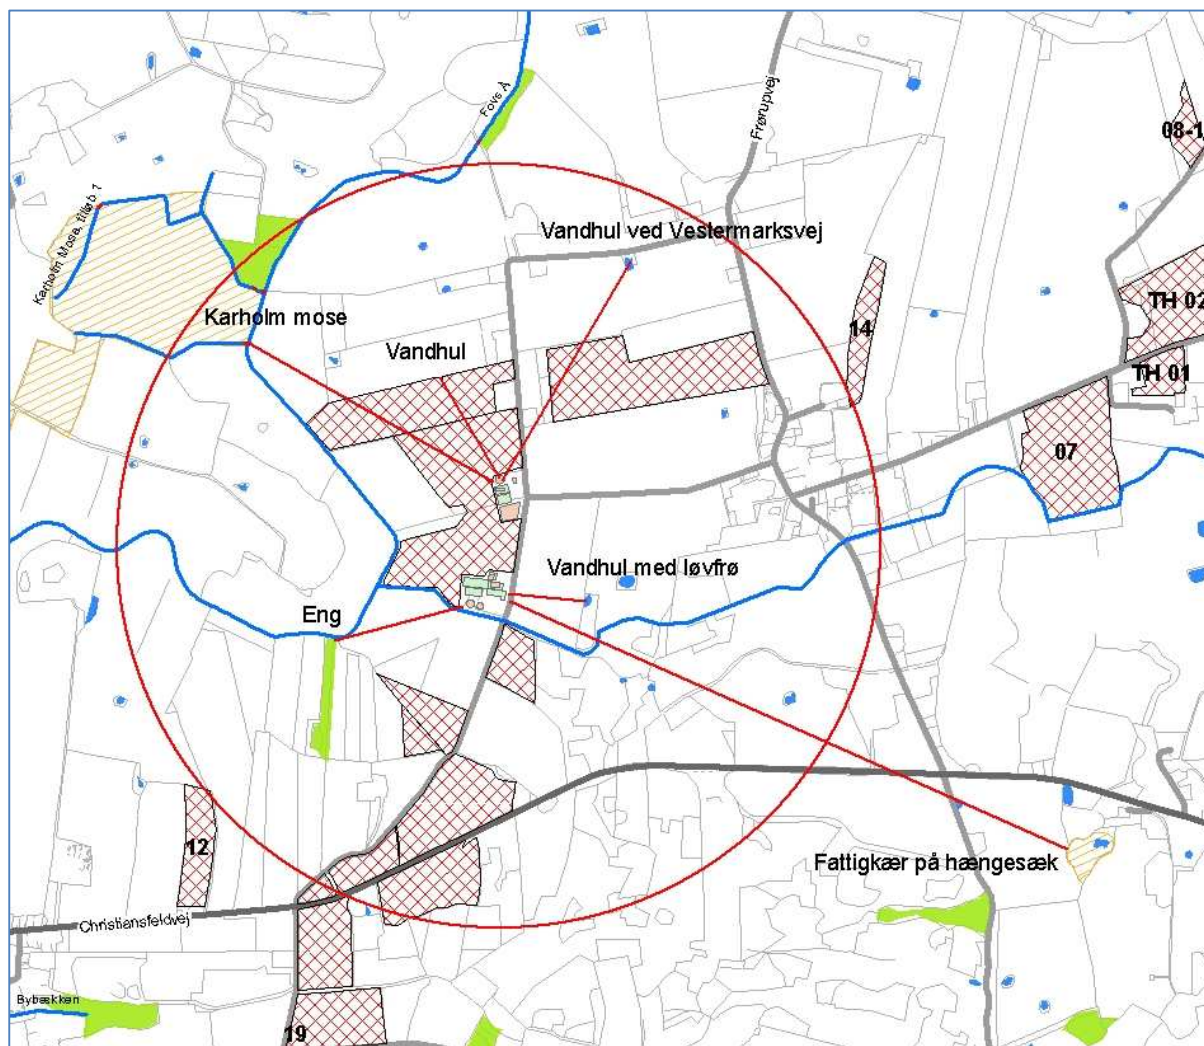 Fovs Å
Frørupvej
08-1
Karholm Mose, tilløb 7
Vandhul ved Vestermarksvej
TH 02
Karholm mose
14
Vandhul
TH 01
07
Vandhul med løvfrø
Eng
12
Fattigkær på hængesæk
Christiansfeldvej
Bybækken
19